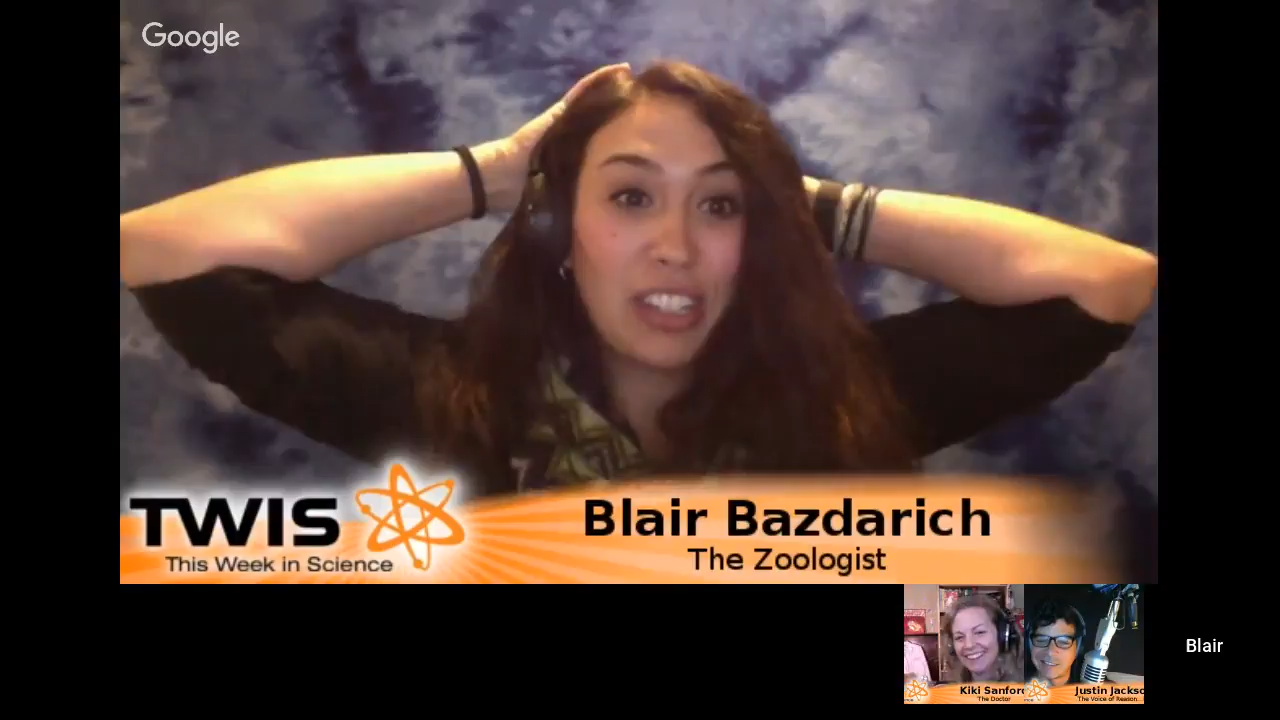 Google
TWIS
This Week in Science
Blair Bazdarich
The Zoologist
Kiki Sanford
The Doctor
Justin Jackso
The Voice of Reason
Blair